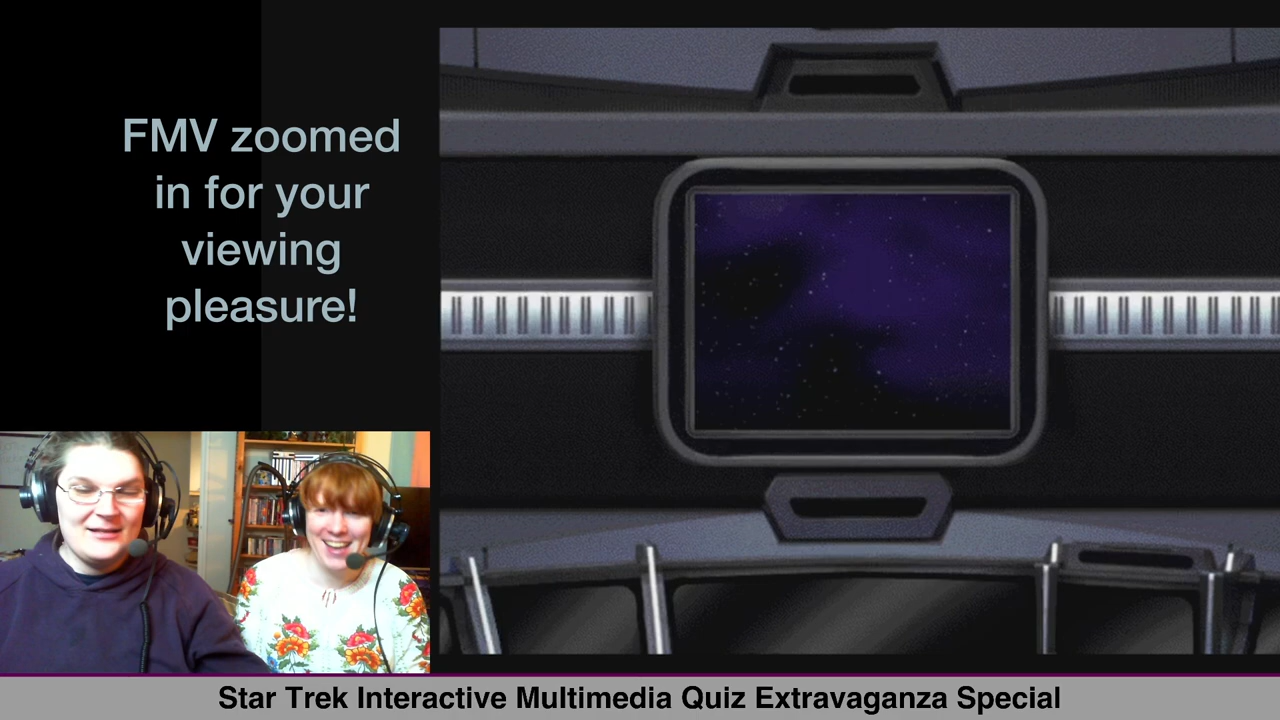 FMV zoomed
in for your
viewing
pleasure!
Star Trek Interactive Multimedia Quiz Extravaganza Special